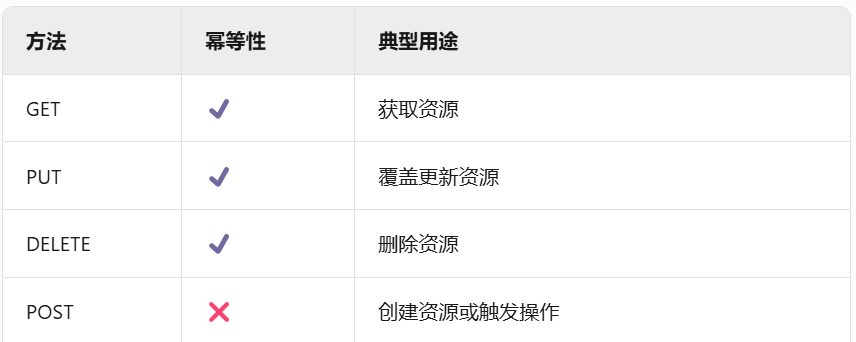 方法 幂等性 典型用途
GET ✔ 获取资源
PUT ✔ 覆盖更新资源
DELETE ✔ 删除资源
POST ❌ 创建资源或触发操作